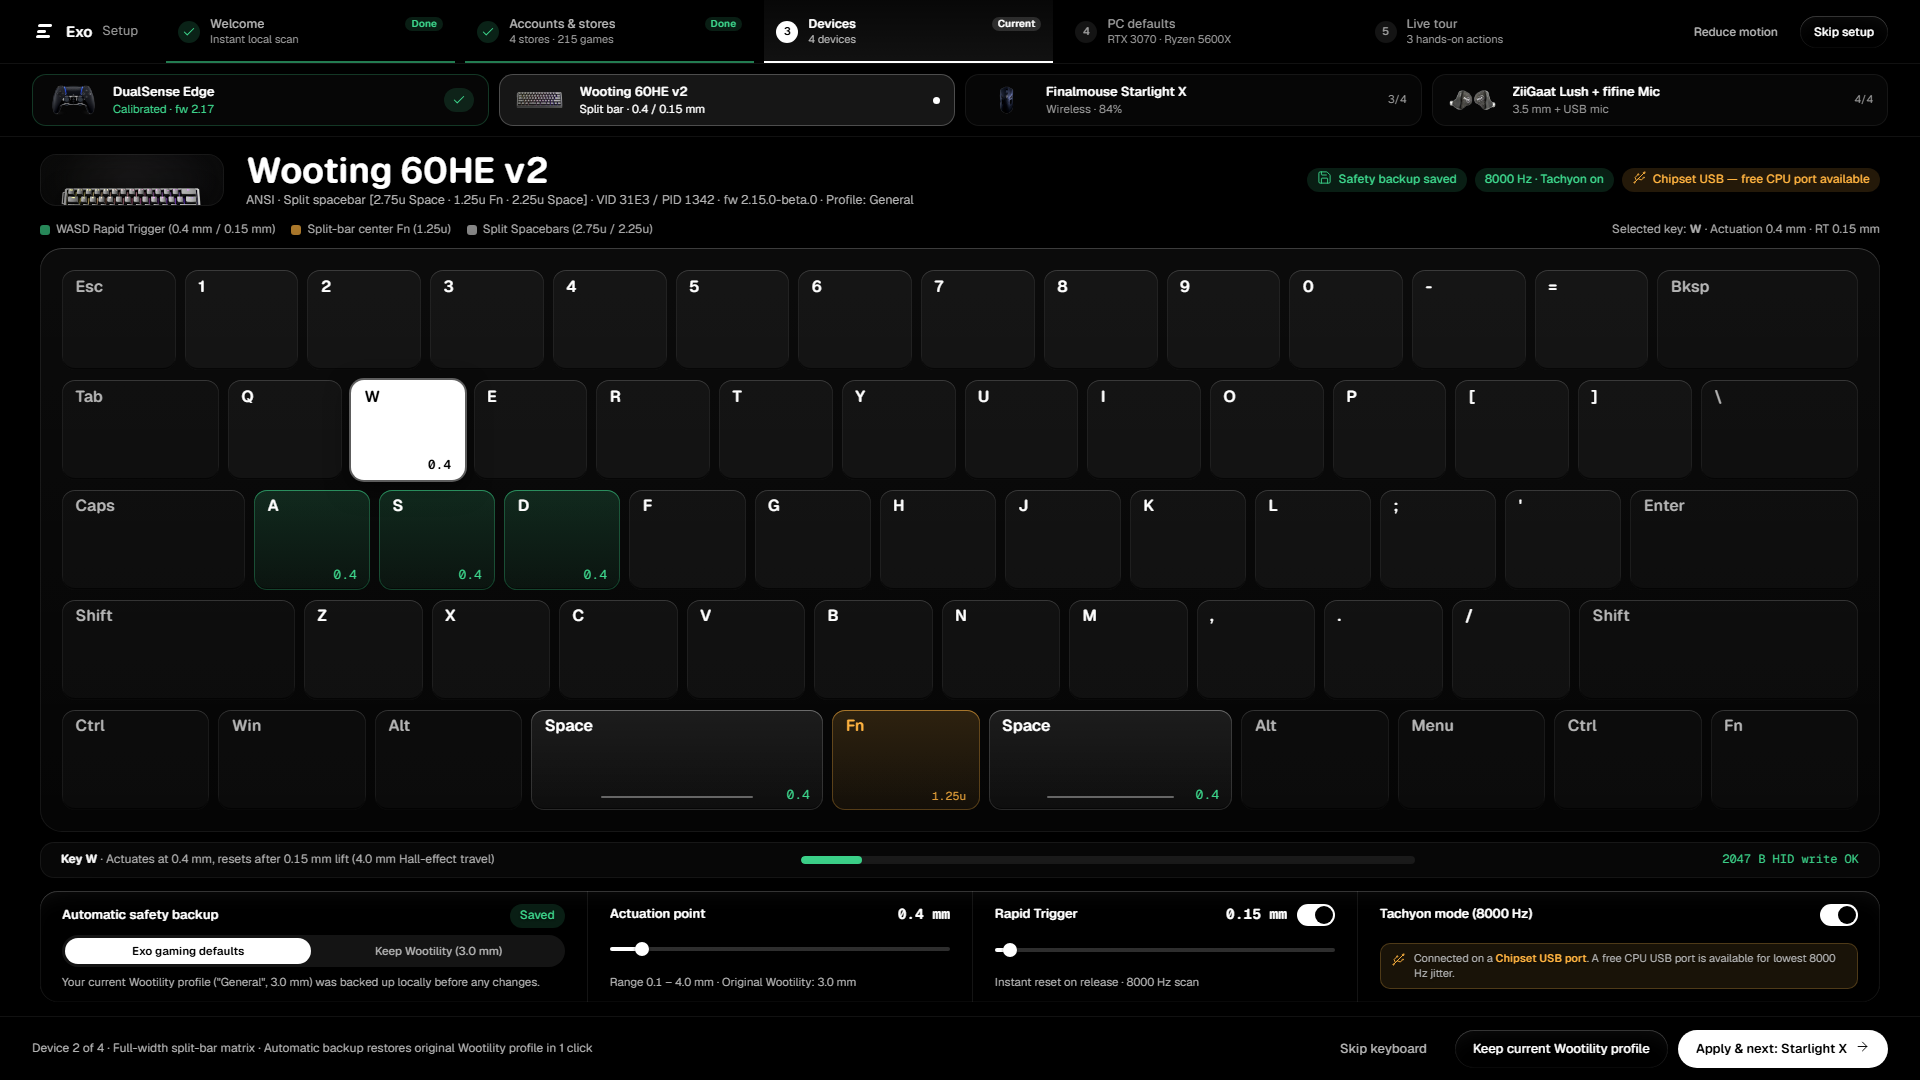 Exo Setup
Welcome
Instant local scan
Done
Accounts & stores
4 stores · 215 games
Done
3
Devices
4 devices
Current
4
PC defaults
RTX 3070 · Ryzen 5600X
5
Live tour
3 hands-on actions
Reduce motion
Skip setup
DualSense Edge
Calibrated · fw 2.17
Wooting 60HE v2
Split bar · 0.4 / 0.15 mm
Finalmouse Starlight X
Wireless · 84%
3/4
ZiiGaat Lush + fifine Mic
3.5 mm + USB mic
4/4
Wooting 60HE v2
ANSI · Split spacebar [2.75u Space · 1.25u Fn · 2.25u Space] · VID 31E3 / PID 1342 · fw 2.15.0-beta.0 · Profile: General
Safety backup saved
8000 Hz · Tachyon on
Chipset USB — free CPU port available
WASD Rapid Trigger (0.4 mm / 0.15 mm)
Split-bar center Fn (1.25u)
Split Spacebars (2.75u / 2.25u)
Selected key: W · Actuation 0.4 mm · RT 0.15 mm
Esc 1 2 3 4 5 6 7 8 9 0 - = Bksp
Tab Q W E R T Y U I O P [ ] \
0.4
Caps A S D F G H J K L ; ' Enter
0.4 0.4 0.4
Shift Z X C V B N M , . / Shift
Ctrl Win Alt Space Fn Space Alt Menu Ctrl Fn
0.4 1.25u 0.4
Key W · Actuates at 0.4 mm, resets after 0.15 mm lift (4.0 mm Hall-effect travel)
2047 B HID write OK
Automatic safety backup
Saved
Exo gaming defaults
Keep Wootility (3.0 mm)
Your current Wootility profile ("General", 3.0 mm) was backed up locally before any changes.
Actuation point
0.4 mm
Range 0.1 – 4.0 mm · Original Wootility: 3.0 mm
Rapid Trigger
0.15 mm
Instant reset on release · 8000 Hz scan
Tachyon mode (8000 Hz)
Connected on a Chipset USB port. A free CPU USB port is available for lowest 8000
Hz jitter.
Device 2 of 4 · Full-width split-bar matrix · Automatic backup restores original Wootility profile in 1 click
Skip keyboard
Keep current Wootility profile
Apply & next: Starlight X →